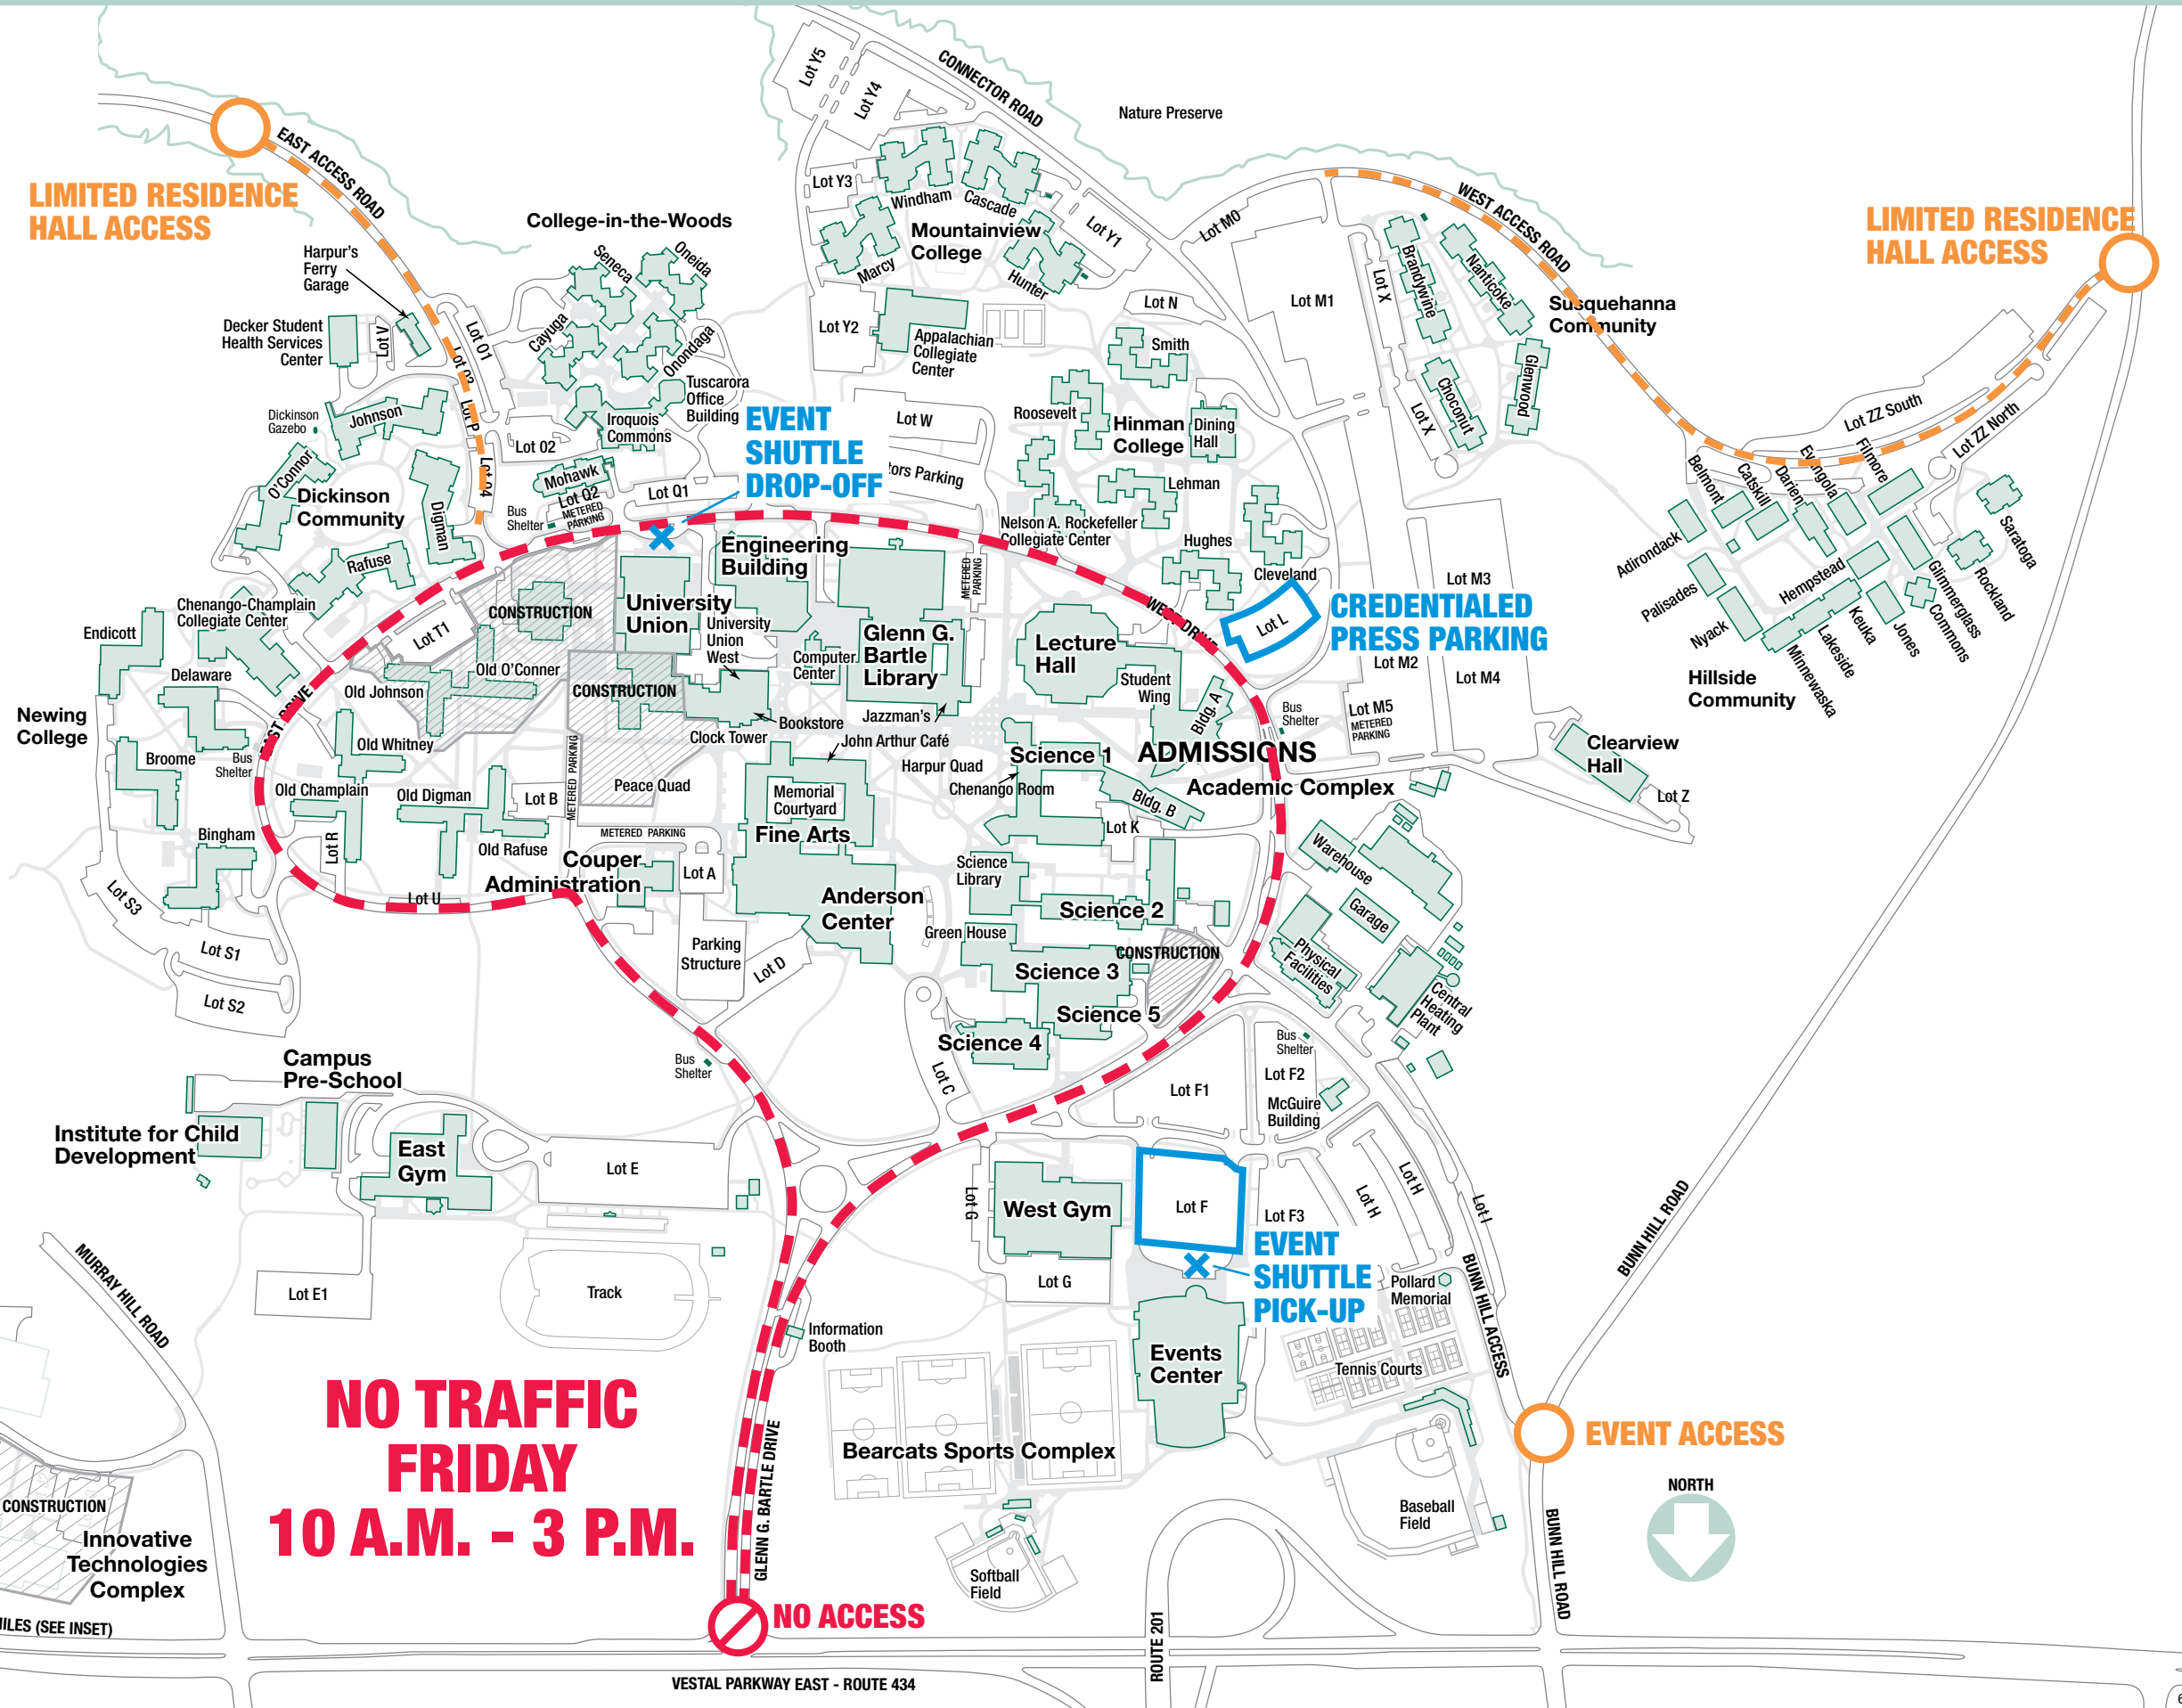 CONNECTOR ROAD
Nature Preserve
Lot Y5
Lot Y4
Lot Y3
Windham
Cascade
Mountainview
College
Marcy
Hunter
Lot Y1
Lot Y2
Appalachian
Collegiate
Center
EAST ACCESS ROAD
LIMITED RESIDENCE
HALL ACCESS
College-in-the-Woods
Harpur's
Ferry
Garage
Seneca
Oneida
Cayuga
Onondaga
Decker Student
Health Services
Center
Lot V
Lot O1
Lot P
Lot O4
Lot 02
Tuscarora
Office
Building
Iroquois
Commons
Mohawk
Lot Q2
METERED
PARKING
Lot Q1
Bus
Shelter
Dickinson
Gazebo
Johnson
O'Connor
Dickinson
Community
Digman
Rafuse
EVENT
SHUTTLE
DROP-OFF
Lot W
tors Parking
Lot M0
WEST ACCESS ROAD
Lot M1
Lot N
Lot X
Lot X
Brandywine
Nanticoke
Susquehanna
Community
Choconut
Glenwood
LIMITED RESIDENCE
HALL ACCESS
Smith
Roosevelt
Hinman
College
Dining
Hall
Lehman
Nelson A. Rockefeller
Collegiate Center
Hughes
Cleveland
Lot L
CREDENTIALED
PRESS PARKING
Lot M3
Lot M2
Lot M4
Lot M5
METERED
PARKING
Lot ZZ South
Lot ZZ North
Belmont
Catskill
Darien
Evangola
Filmore
Adirondack
Palisades
Nyack
Hempstead
Minnewaska
Lakeside
Keuka
Jones
Commons
Glimmerglass
Rockland
Saratoga
Hillside
Community
Clearview
Hall
Lot Z
Chenango-Champlain
Collegiate Center
Endicott
Delaware
Newing
College
Broome
Bus
Shelter
Bingham
EAST DRIVE
Lot T1
CONSTRUCTION
Old O'Conner
Old Johnson
Old Whitney
Old Champlain
Old Digman
Lot R
Lot B
Old Rafuse
Lot U
CONSTRUCTION
Peace Quad
METERED PARKING
METERED PARKING
University
Union
University
Union
West
Engineering
Building
Computer
Center
Glenn G.
Bartle
Library
METERED
PARKING
Bookstore
Clock Tower
Jazzman's
John Arthur Café
Harpur Quad
Lecture
Hall
Student
Wing
Bldg. A
WEST DRIVE
Bus
Shelter
ADMISSIONS
Academic Complex
Science 1
Chenango Room
Bldg. B
Lot K
Memorial
Courtyard
Fine Arts
Anderson
Center
Couper
Administration
Lot A
Parking
Structure
Lot D
Science
Library
Science 2
Green House
Science 3
CONSTRUCTION
Science 5
Science 4
Lot C
Warehouse
Garage
Physical
Facilities
Central
Heating
Plant
Lot S3
Lot S1
Lot S2
Campus
Pre-School
Institute for Child
Development
East
Gym
Lot E
Bus
Shelter
Lot E1
Track
Lot F1
Bus
Shelter
Lot F2
McGuire
Building
Lot G
West Gym
Lot G
Lot F
Lot F3
Lot H
Lot H
Lot I
EVENT
SHUTTLE
PICK-UP
Pollard
Memorial
Tennis Courts
BUNN HILL ACCESS
BUNN HILL ROAD
Information
Booth
Events
Center
Bearcats Sports Complex
Baseball
Field
Softball
Field
EVENT ACCESS
NORTH
BUNN HILL ROAD
MURRAY HILL ROAD
NO TRAFFIC
FRIDAY
10 A.M. - 3 P.M.
GLENN G. BARTLE DRIVE
CONSTRUCTION
Innovative
Technologies
Complex
ILES (SEE INSET)
NO ACCESS
ROUTE 201
VESTAL PARKWAY EAST - ROUTE 434